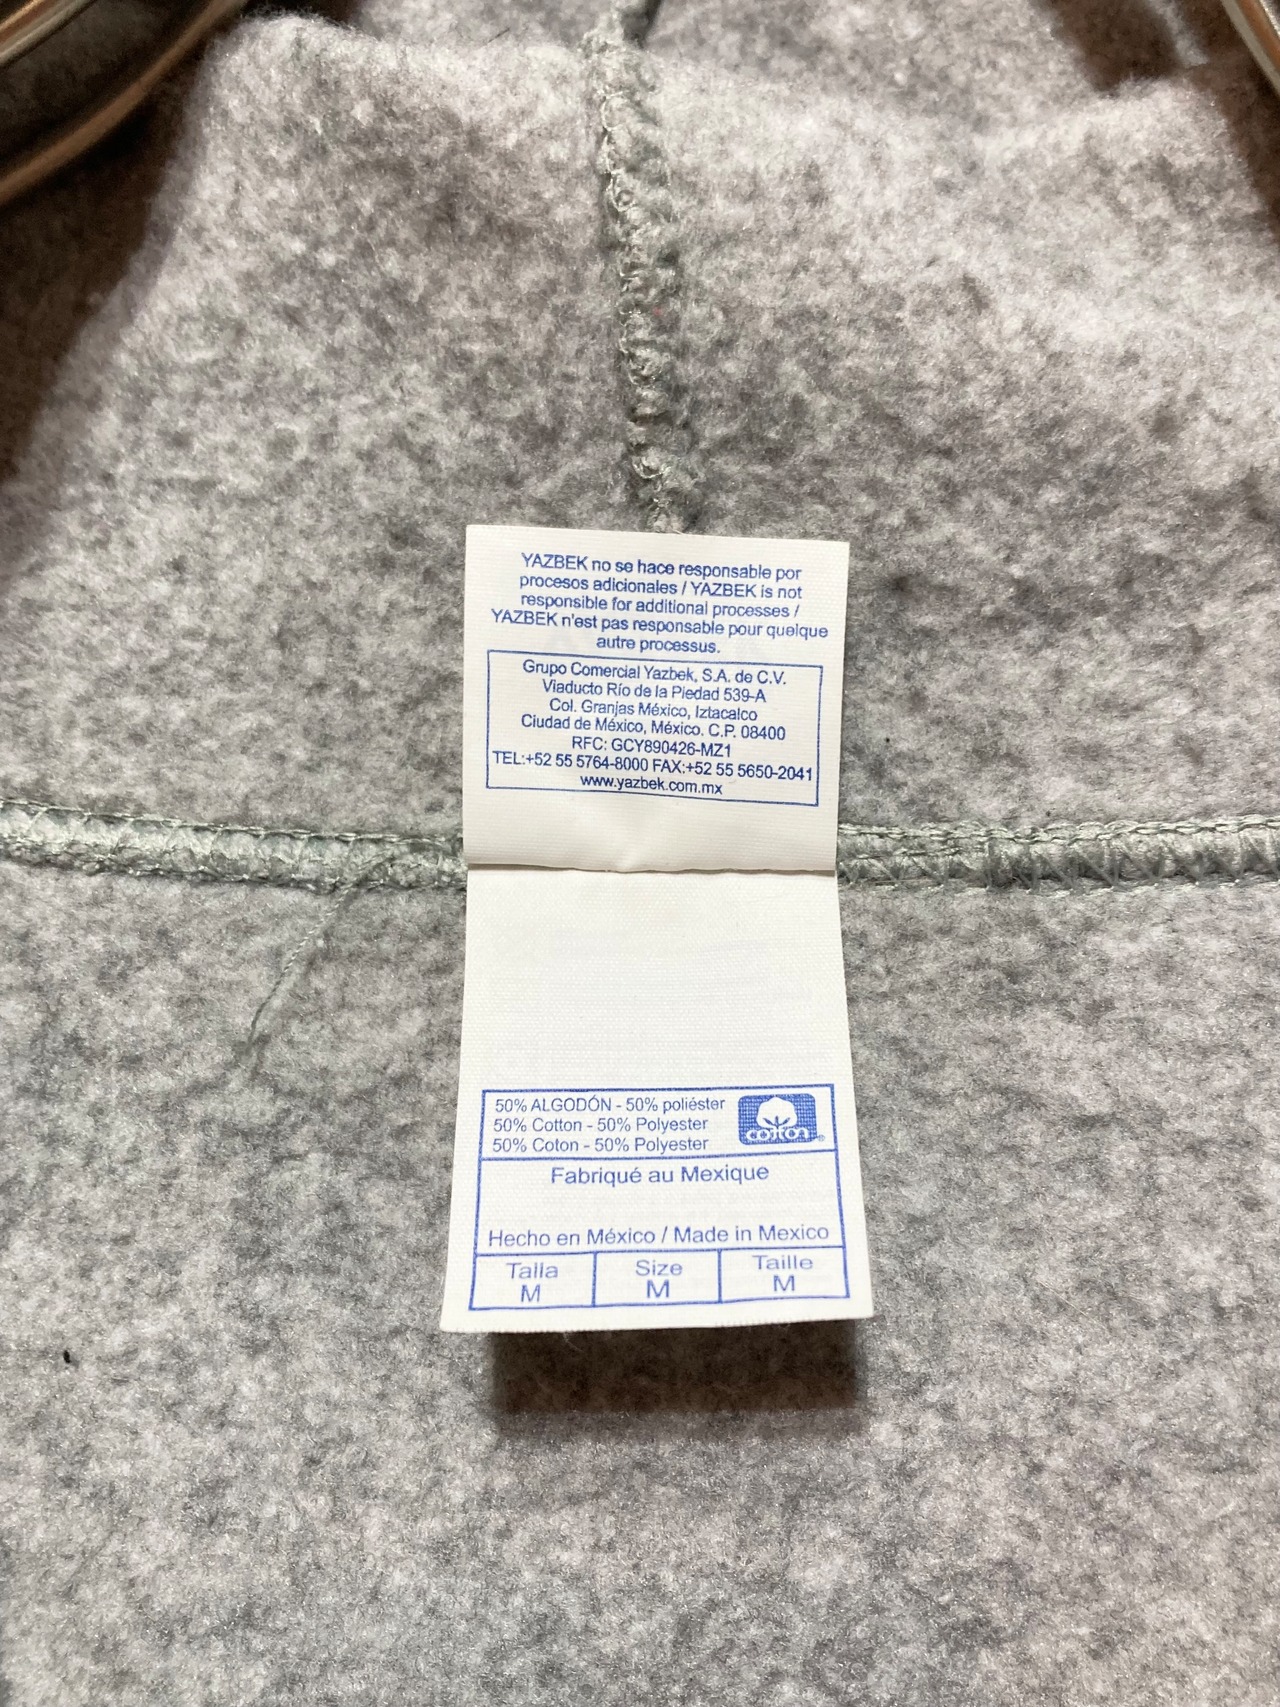 YAZBEK no se hace responsable por
procesos adicionales / YAZBEK is not
responsible for additional processes /
YAZBEK n'est pas responsable pour quelque
autre processus.
Grupo Comercial Yazbek, S.A. de C.V.
Viaducto Río de la Piedad 539-A
Col. Granjas México, Iztacalco
Ciudad de México, México. C.P. 08400
RFC: GCY890426-MZ1
TEL:+52 55 5764-8000 FAX:+52 55 5650-2041
www.yazbek.com.mx
50% ALGODÓN - 50% poliéster
50% Cotton - 50% Polyester
50% Coton - 50% Polyester
cotton®
Fabriqué au Mexique
Hecho en México / Made in Mexico
Talla Size Taille
M M M